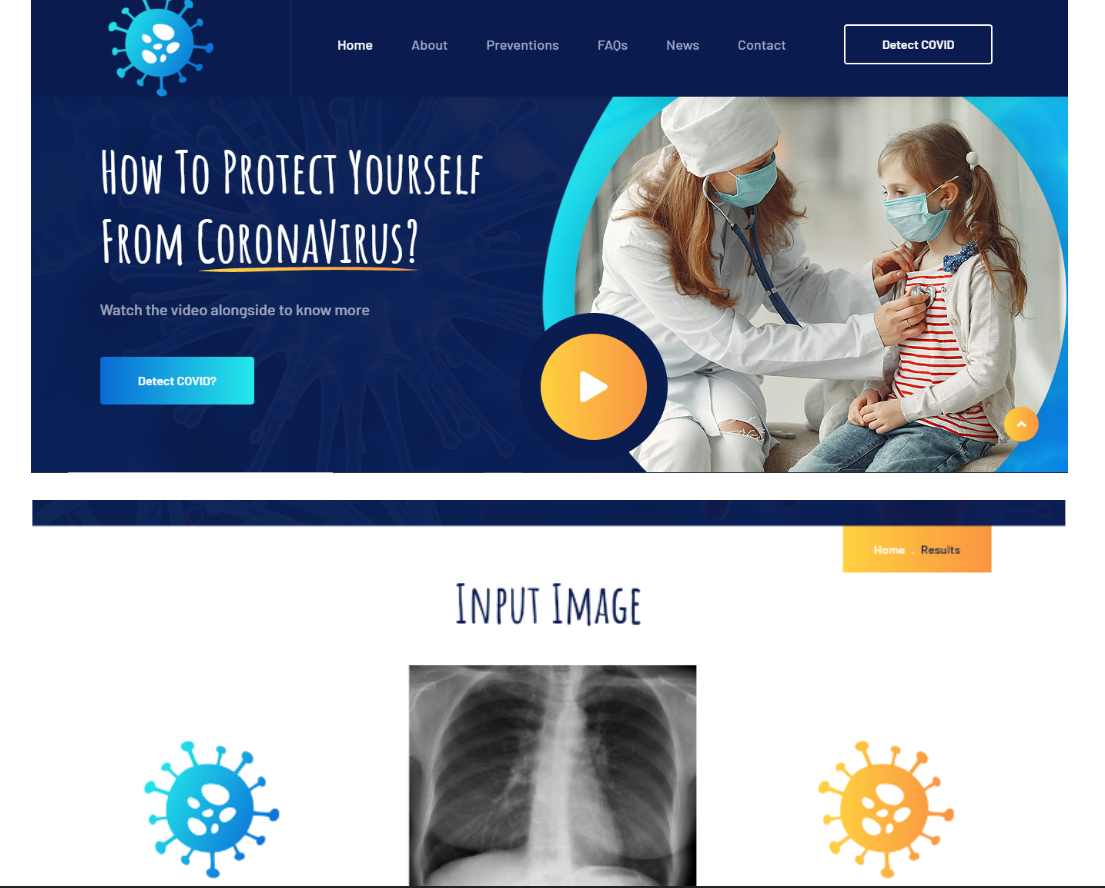 Home About Preventions FAQs News Contact Detect COVID
How To Protect Yourself
From CoronaVirus?
Watch the video alongside to know more
Detect COVID?
Home . Results
Input Image